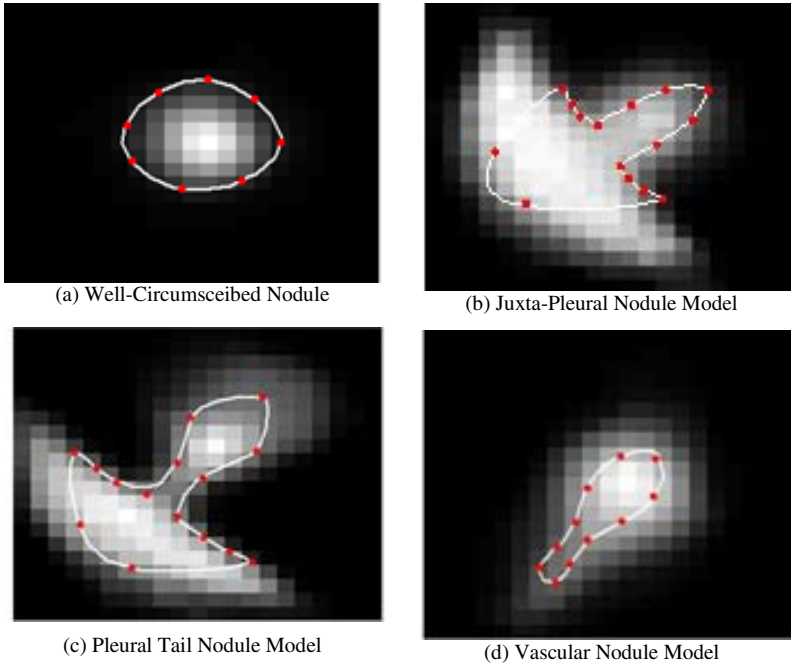 (a) Well-Circumsceibed Nodule
(b) Juxta-Pleural Nodule Model
(c) Pleural Tail Nodule Model
(d) Vascular Nodule Model